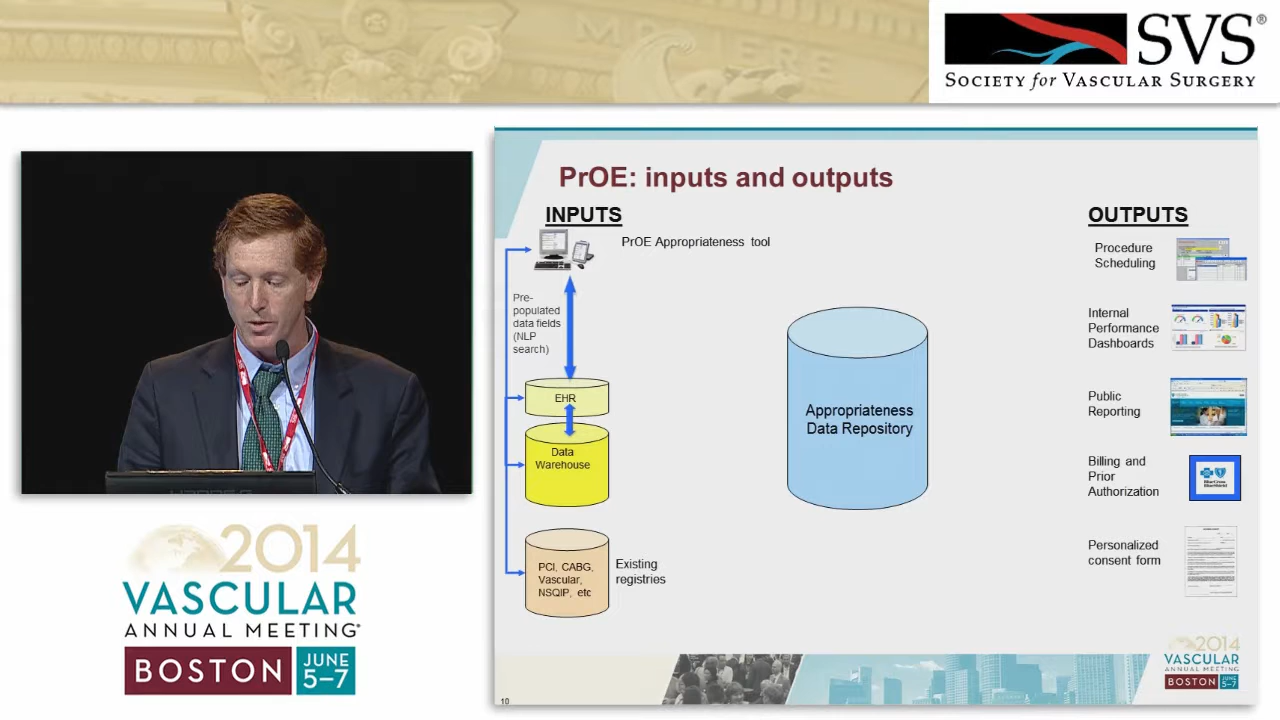 SVS®
SOCIETY for VASCULAR SURGERY
PrOE: inputs and outputs
INPUTS
PrOE Appropriateness tool
Pre-
populated
data fields
(NLP
search)
EHR
Data
Warehouse
PCI, CABG,
Vascular,
NSQIP, etc
Existing
registries
Appropriateness
Data Repository
OUTPUTS
Procedure
Scheduling
Internal
Performance
Dashboards
Public
Reporting
Billing and
Prior
Authorization
BlueCross
BlueShield
Personalized
consent form
10
2014
VASCULAR
ANNUAL MEETING
BOSTON JUNE 5–7
2014
VASCULAR
ANNUAL MEETING
BOSTON
JUNE
5–7